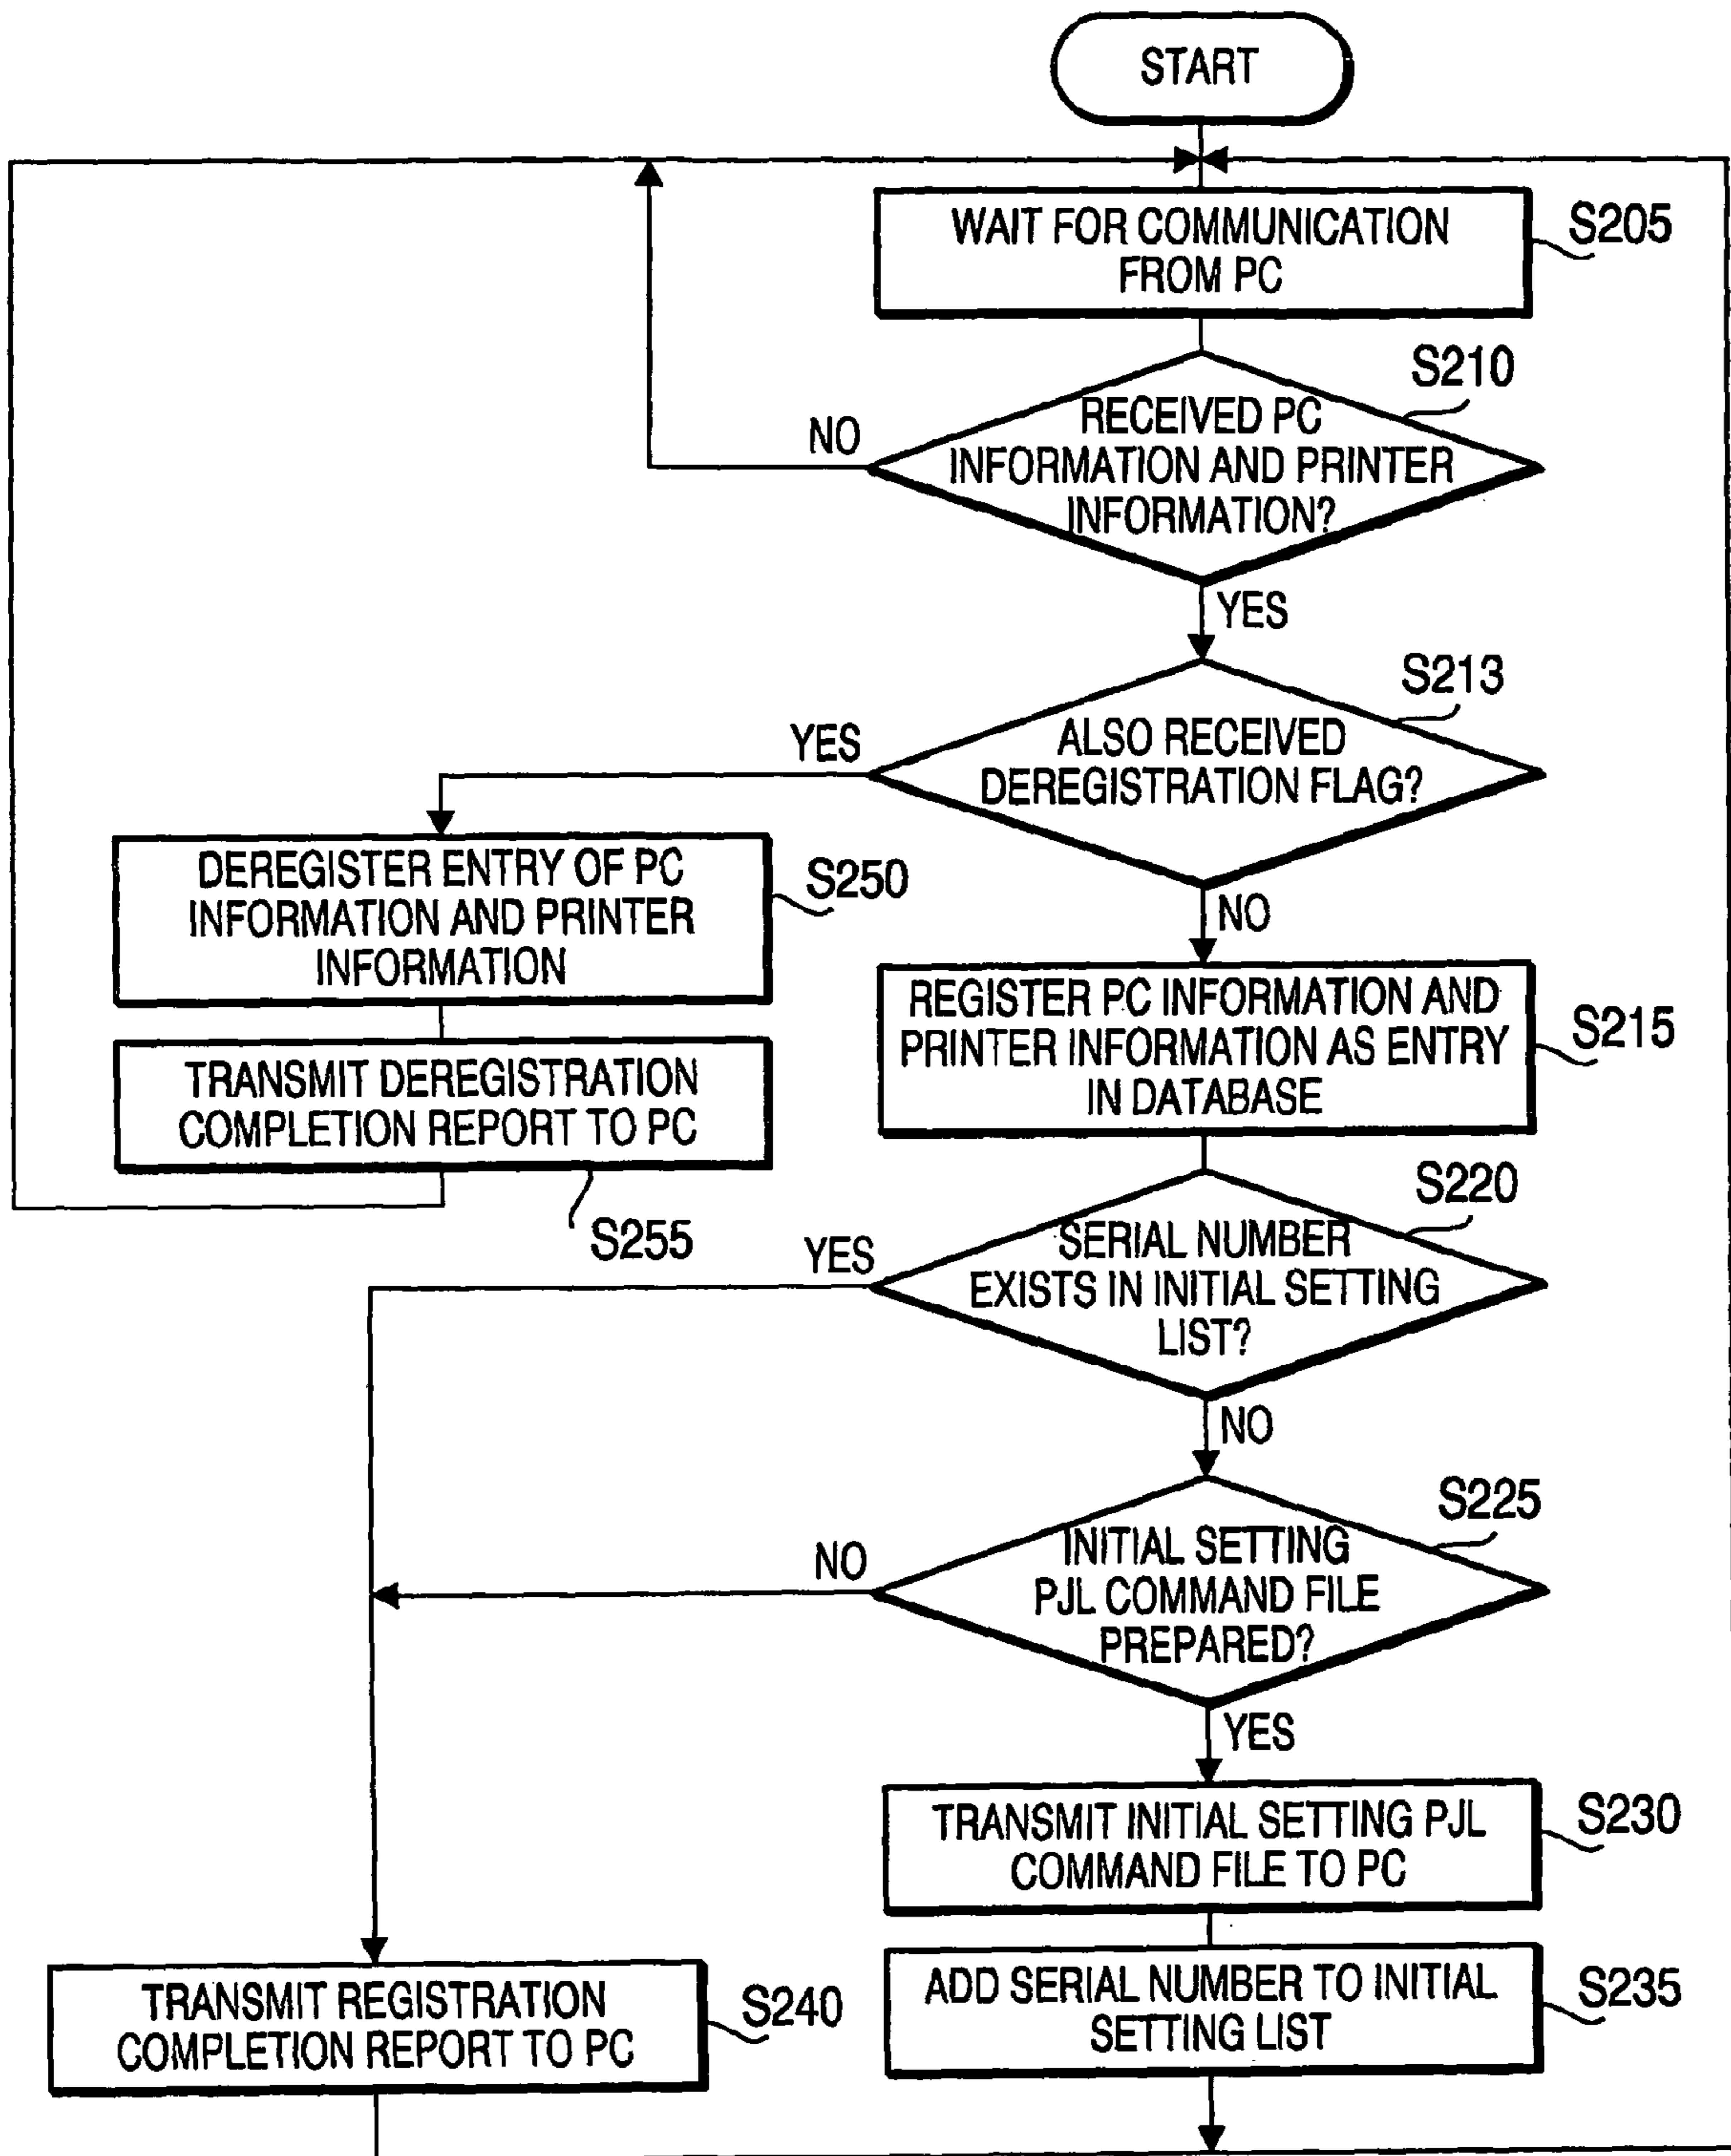 START
WAIT FOR COMMUNICATION
FROM PC
S205
S210
RECEIVED PC
INFORMATION AND PRINTER
INFORMATION?
NO
YES
S213
ALSO RECEIVED
DEREGISTRATION FLAG?
YES
NO
DEREGISTER ENTRY OF PC
INFORMATION AND PRINTER
INFORMATION
S250
REGISTER PC INFORMATION AND
PRINTER INFORMATION AS ENTRY
IN DATABASE
S215
TRANSMIT DEREGISTRATION
COMPLETION REPORT TO PC
S255
S220
SERIAL NUMBER
EXISTS IN INITIAL SETTING
LIST?
YES
NO
S225
INITIAL SETTING
PJL COMMAND FILE
PREPARED?
NO
YES
TRANSMIT INITIAL SETTING PJL
COMMAND FILE TO PC
S230
TRANSMIT REGISTRATION
COMPLETION REPORT TO PC
S240
ADD SERIAL NUMBER TO INITIAL
SETTING LIST
S235